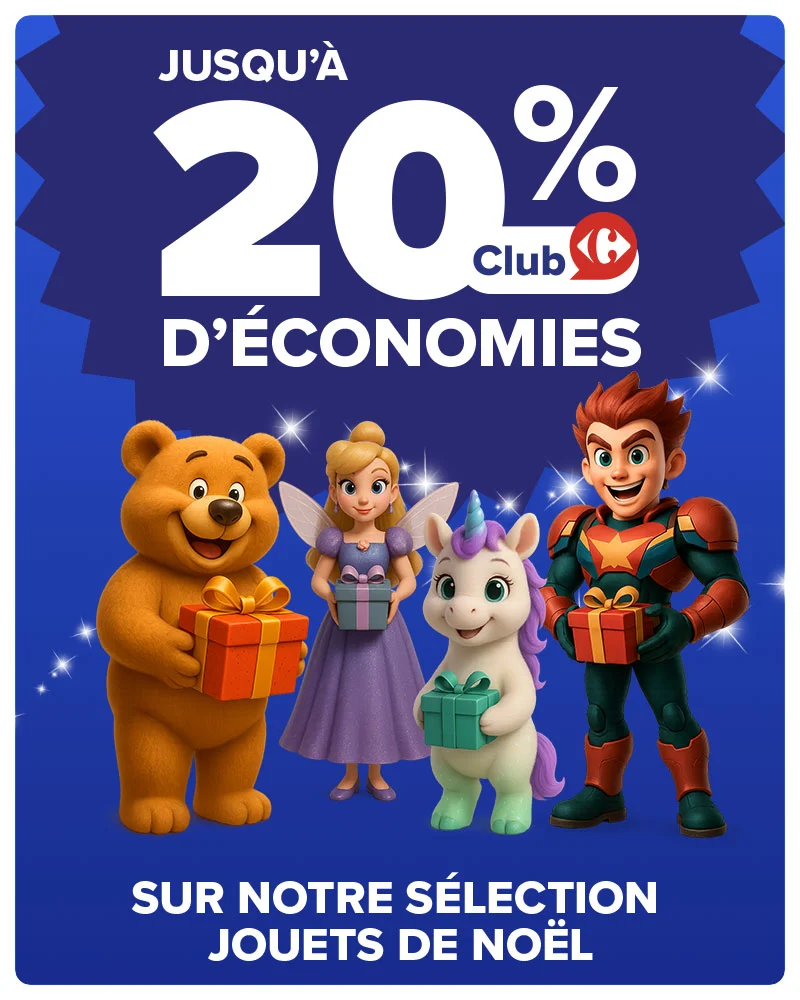 JUSQU'À
20%
Club
D'ÉCONOMIES
SUR NOTRE SÉLECTION
JOUETS DE NOËL